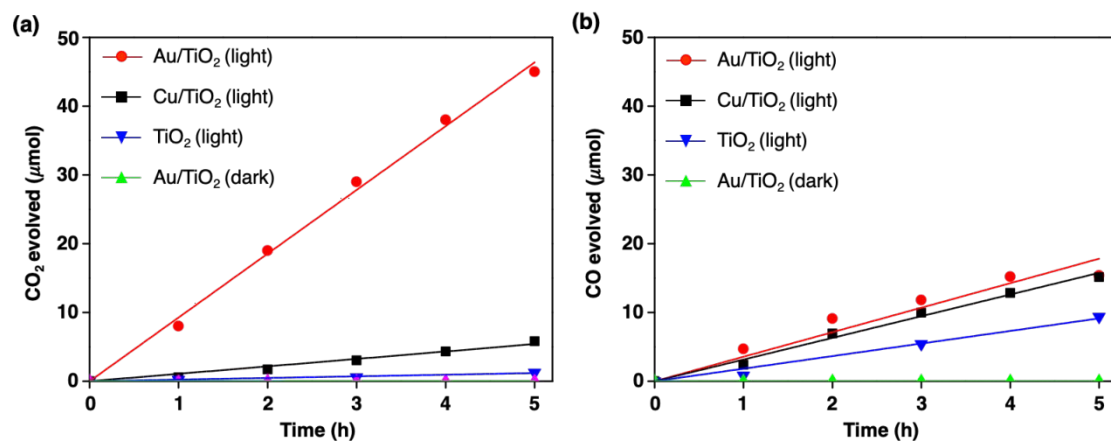 (a)
50
40
30
20
10
0
CO₂ evolved (μmol)
Au/TiO₂ (light)
Cu/TiO₂ (light)
TiO₂ (light)
Au/TiO₂ (dark)
0 1 2 3 4 5
Time (h)
(b)
50
40
30
20
10
0
CO evolved (μmol)
Au/TiO₂ (light)
Cu/TiO₂ (light)
TiO₂ (light)
Au/TiO₂ (dark)
0 1 2 3 4 5
Time (h)